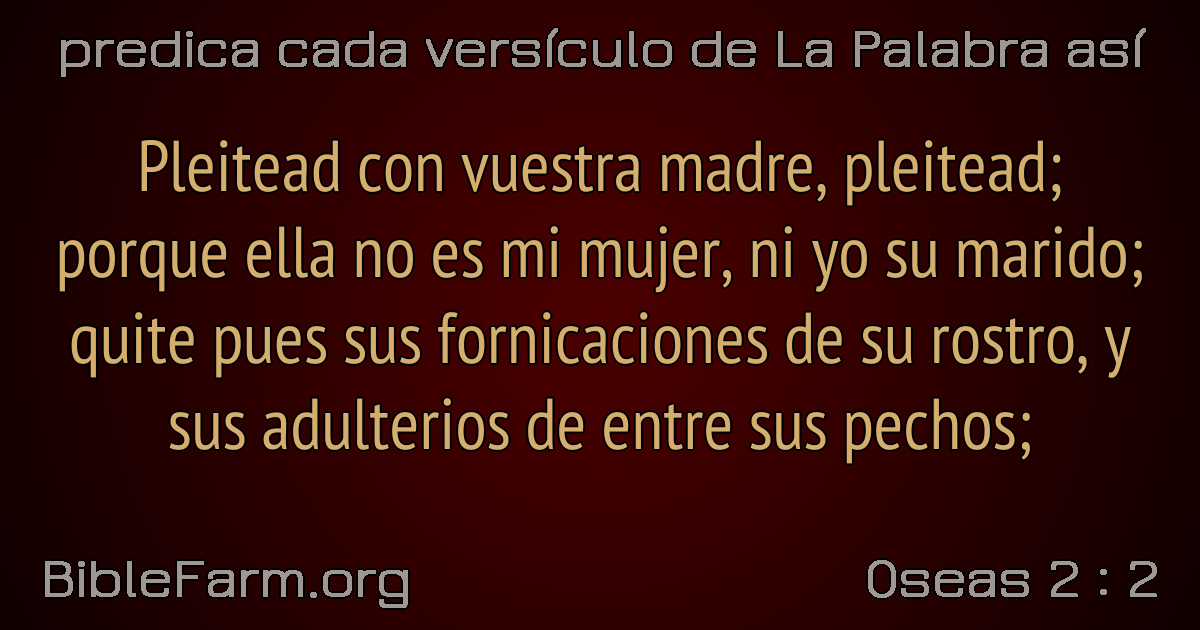 predica cada versículo de La Palabra así
Pleitead con vuestra madre, pleitead;
porque ella no es mi mujer, ni yo su marido;
quite pues sus fornicaciones de su rostro, y
sus adulterios de entre sus pechos;
BibleFarm.org
Oseas 2 : 2